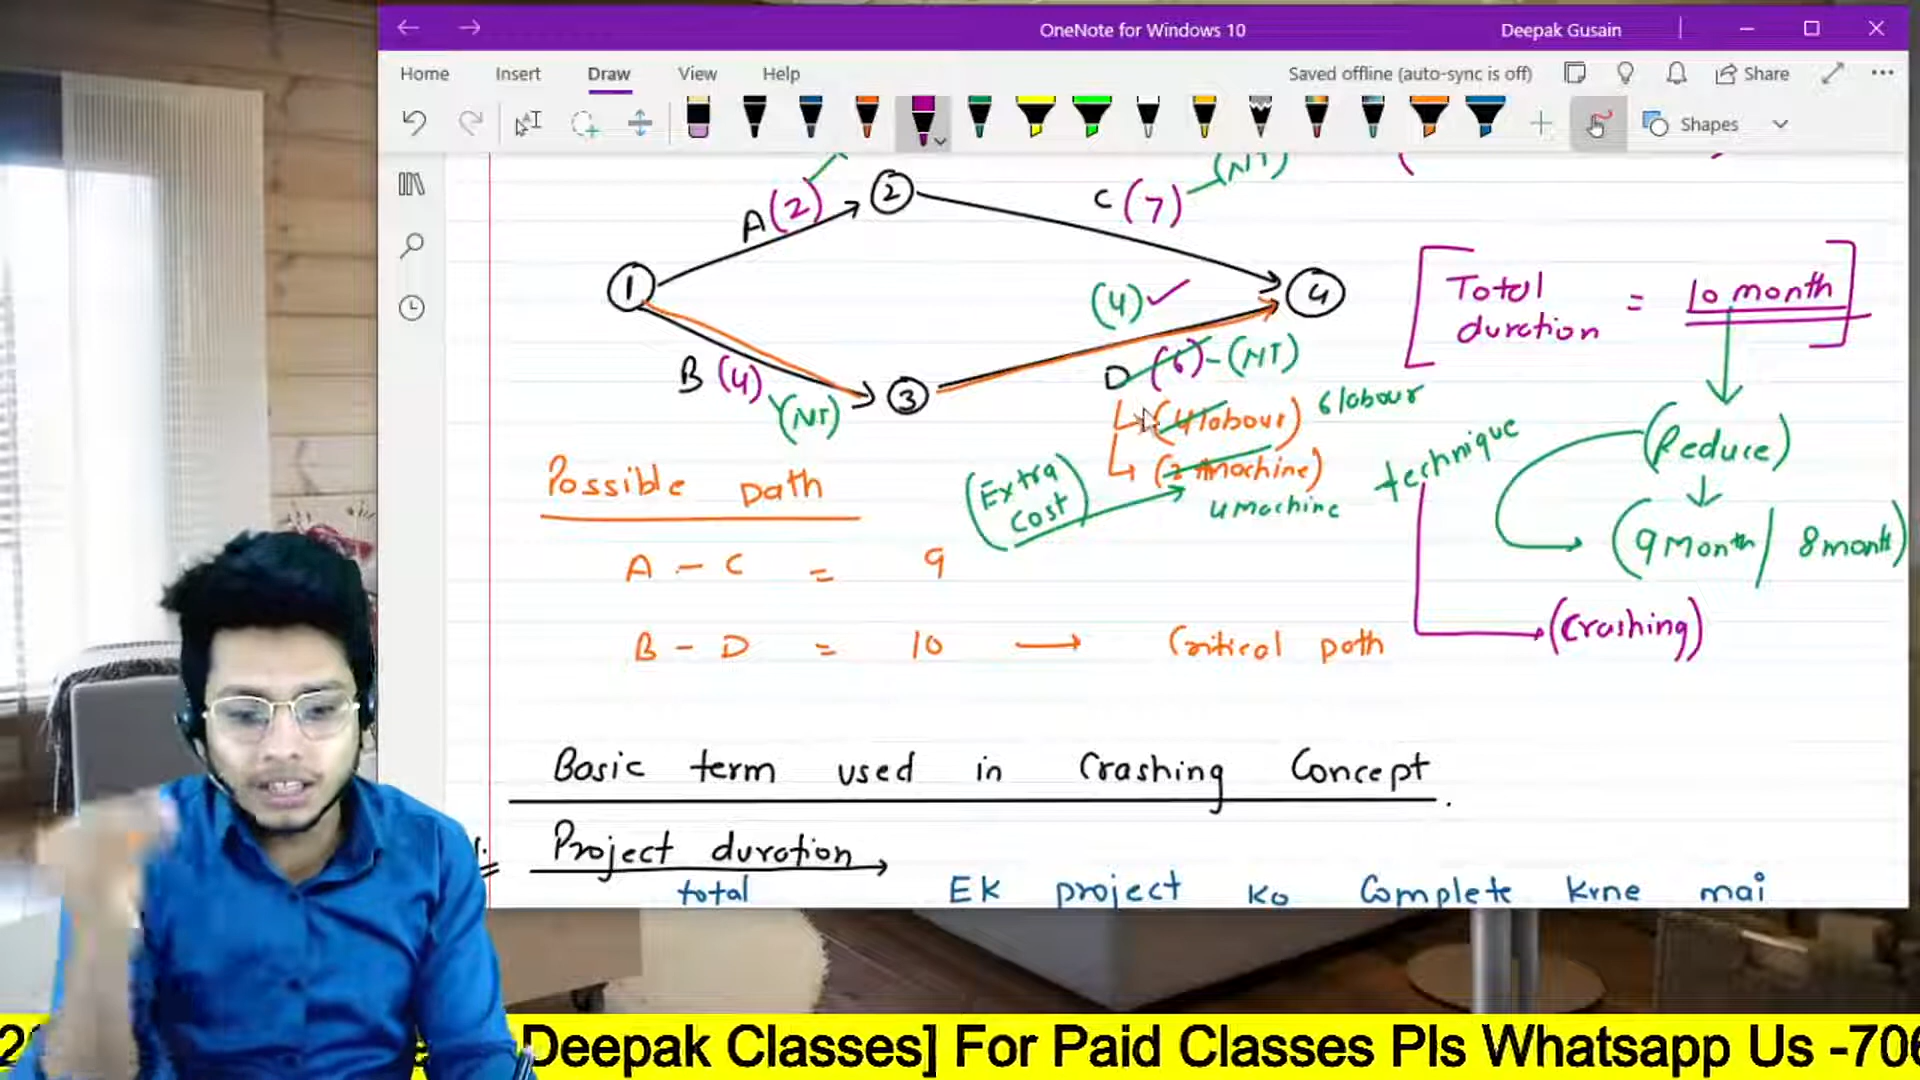 OneNote for Windows 10
Deepak Gusain
Home Insert Draw View Help
Saved offline (auto-sync is off)
Share
Shapes
A (2)
2
C (7)
(NT)
1
4
(4)
Total duration = 10 month
B (4)
(NT)
3
D (6) - (NT)
(4 labour) 6 labour
(2 machine)
4 Machine
(Extra Cost)
technique
(Reduce)
(9 Month / 8 month)
(Crashing)
Possible path
A - C = 9
B - D = 10 → Critical path
Basic term used in Crashing Concept.
1. Project duration →
total EK project Ko Complete krne mai
Deepak Classes] For Paid Classes Pls Whatsapp Us -706